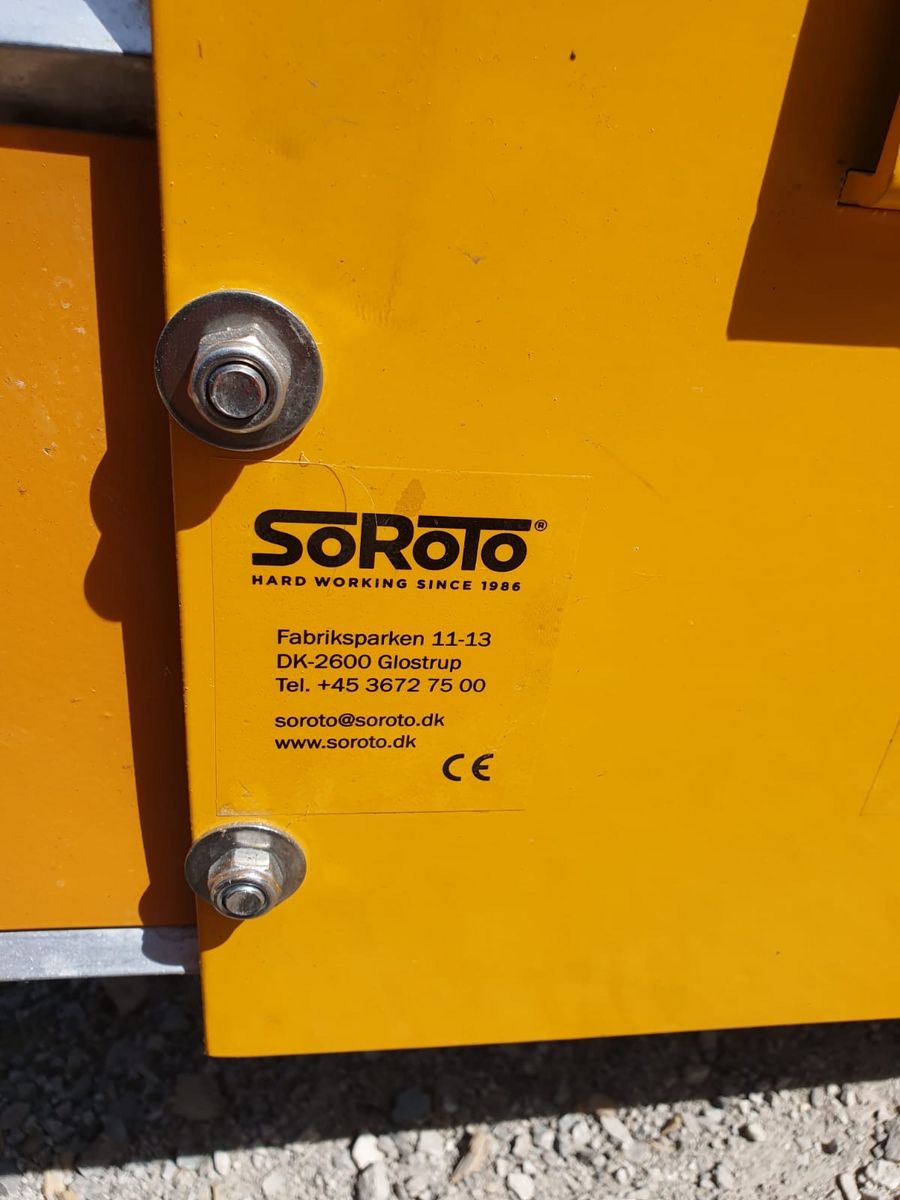 SoRoTo®
HARD WORKING SINCE 1986
Fabriksparken 11-13
DK-2600 Glostrup
Tel. +45 3672 75 00
soroto@soroto.dk
www.soroto.dk
CE